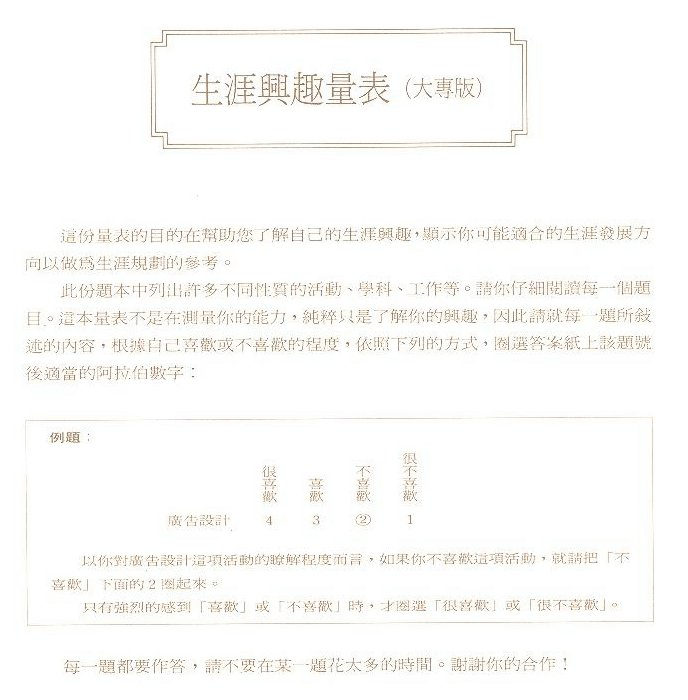 生涯興趣量表（大專版）
這份量表的目的在幫助您了解自己的生涯興趣，顯示你可能適合的生涯發展方
向以做為生涯規劃的參考。
此份題本中列出許多不同性質的活動、學科、工作等。請你仔細閱讀每一個題
目。這本量表不是在測量你的能力，純粹只是了解你的興趣，因此請就每一題所敍
述的內容，根據自己喜歡或不喜歡的程度，依照下列的方式，圈選答案紙上該題號
後適當的阿拉伯數字：
例題：
很喜歡 喜歡 不喜歡 很不喜歡
廣告設計 4 3 ② 1
以你對廣告設計這項活動的瞭解程度而言，如果你不喜歡這項活動，就請把「不
喜歡」下面的2圈起來。
只有強烈的感到「喜歡」或「不喜歡」時，才圈選「很喜歡」或「很不喜歡」。
每一題都要作答，請不要在某一題花太多的時間。謝謝你的合作！